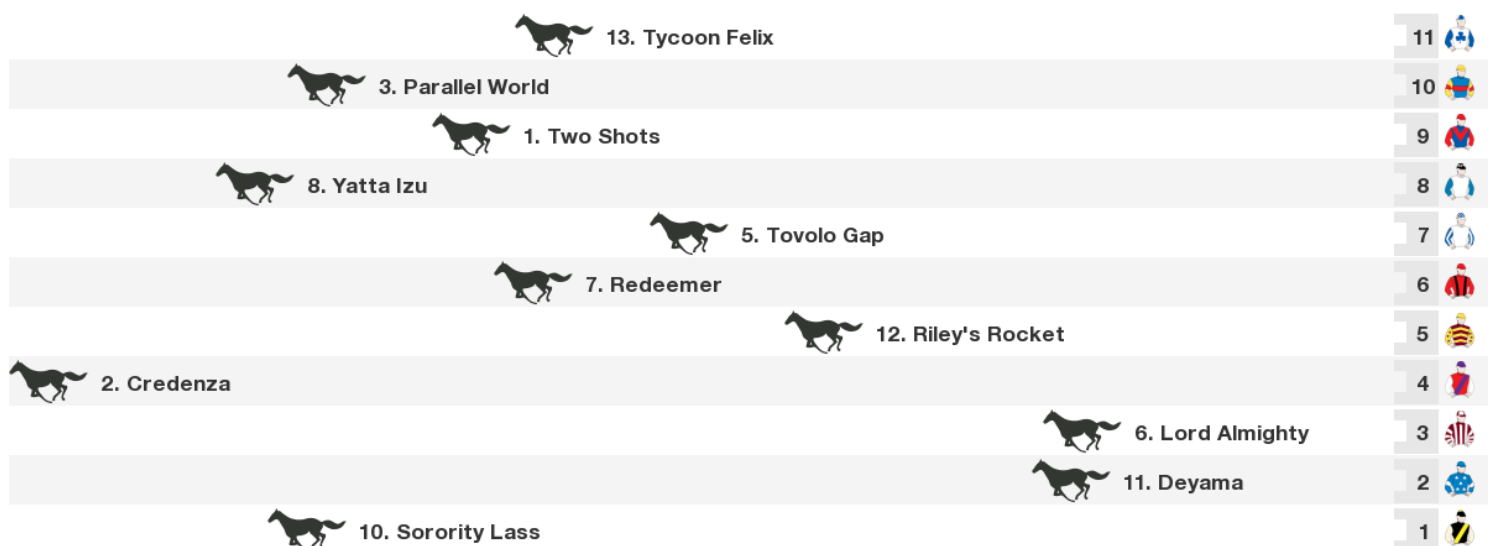 13. Tycoon Felix 11
3. Parallel World 10
1. Two Shots 9
8. Yatta Izu 8
5. Tovolo Gap 7
7. Redeemer 6
12. Riley's Rocket 5
2. Credenza 4
6. Lord Almighty 3
11. Deyama 2
10. Sorority Lass 1